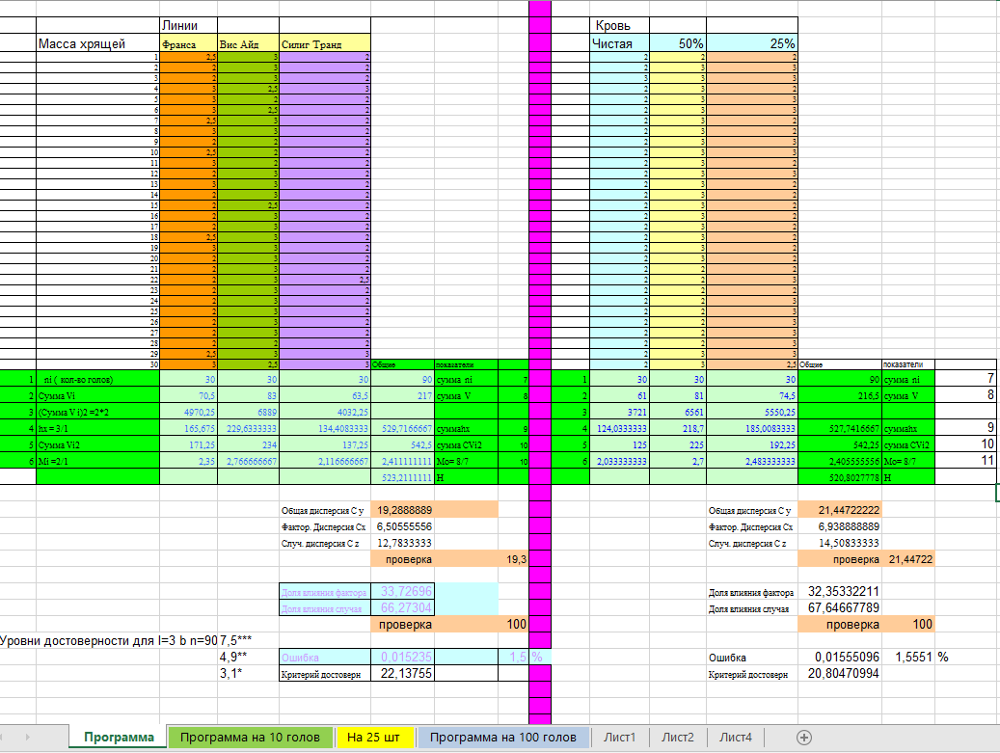 Линии Кровь
Масса хрящей Франса Вис Айд Силиг Транд Чистая 50% 25%
1 2,5 3 2 2 3 2
2 2 3 2 2 3 3
3 2 3 2 2 3 3
4 3 2,5 3 2 3 2
5 3 2 2 2 3 3
6 3 2,5 2 2 3 3
7 2,5 3 2 2 3 2
8 3 3 2 2 3
9 2 2 2 2 3 2
10 2,5 2 2 2 3 3
11 3 3 2 2 3
12 2 3 2 2 3
13 2 3 2 2 3
14 2 3 2 2 3
15 2 2,5 2 2 3
16 2 3 2 2 3
17 2 3 2 2 3
18 2,5 3 2 2 3
19 2 3 2 2 3
20 2 3 2 2 3
21 2 3 2 2 3
22 2 3 2,5 2 3
23 2 3 2 2 3
24 2 3 2 2 3
25 2 3 2 2 3
26 2 3 2 2 3
27 2 3 2 2 3
28 2 2 2 2 3
29 2,5 3 3 2 3
30 3 2,5 3 Общие показатели 2 3 2,5 Общие показатели
1 ni ( кол-во голов) 30 30 30 90 сумма ni 7 1 30 30 30 90 сумма ni 7
2 Сумма Vi 70,5 83 63,5 217 сумма V 8 2 61 81 74,5 216,5 сумма V 8
3 (Сумма V i)2 =2*2 4970,25 6889 4032,25 3 3721 6561 5550,25
4 hx = 3/1 165,675 229,6333333 134,4083333 529,7166667 суммаhx 9 4 124,0333333 218,7 185,0083333 527,7416667 суммаhx 9
5 Сумма Vi2 171,25 234 137,25 542,5 сумма CVi2 10 5 125 225 192,25 542,25 сумма CVi2 10
6 Mi =2/1 2,35 2,766666667 2,116666667 2,411111111 Mo= 8/7 10 6 2,033333333 2,7 2,483333333 2,405555556 Mo= 8/7 11
523,2111111 H 520,8027778 H
Общая дисперсия C y 19,2888889 Общая дисперсия C y 21,44722222
Фактор. Дисперсия Cx 6,50555556 Фактор. Дисперсия Cx 6,938888889
Случ. дисперсия C z 12,7833333 Случ. дисперсия C z 14,50833333
проверка 19,3 проверка 21,44722
Доля влияния фактора 33,72696 Доля влияния фактора 32,35332211
Доля влияния случая 66,27304 Доля влияния случая 67,64667789
проверка 100 проверка 100
Уровни достоверности для l=3 b n=90 7,5***
4,9** Ошибка 0,015235 1,5 % Ошибка 0,01555096 1,5551 %
3,1* Критерий достоверн 22,13755 Критерий достоверн 20,80470994
Программа Программа на 10 голов На 25 шт Программа на 100 голов Лист1 Лист2 Лист4